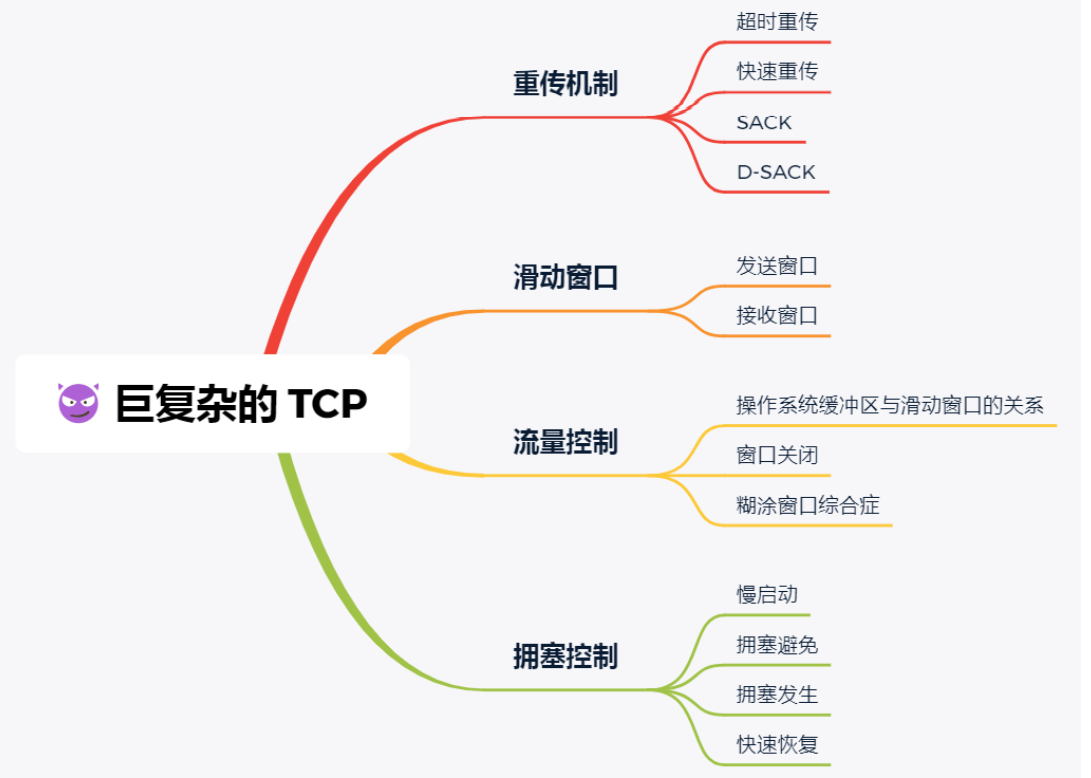 巨复杂的 TCP
重传机制
超时重传
快速重传
SACK
D-SACK
滑动窗口
发送窗口
接收窗口
流量控制
操作系统缓冲区与滑动窗口的关系
窗口关闭
糊涂窗口综合症
拥塞控制
慢启动
拥塞避免
拥塞发生
快速恢复